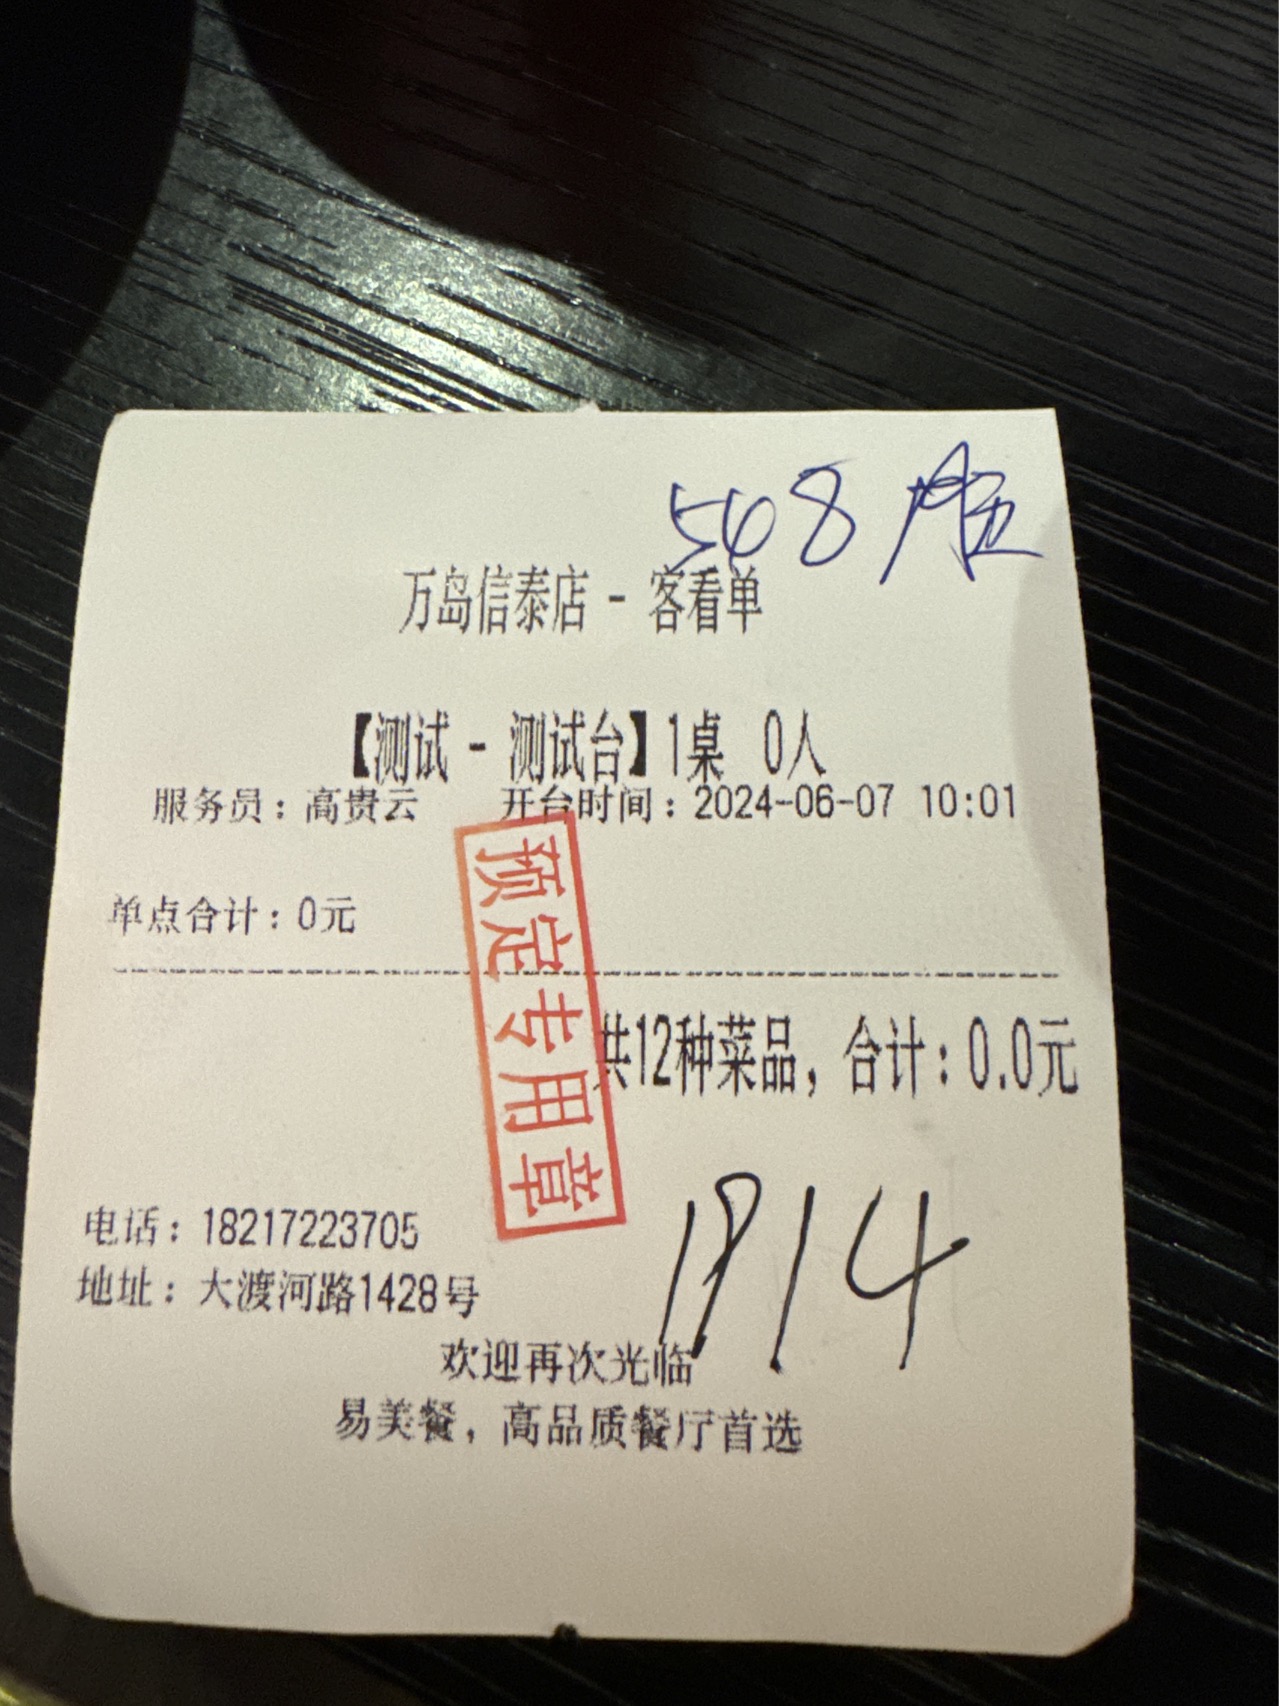 548
万岛信泰店 - 客看单
【测试 - 测试台】1桌 0人
服务员：高贵云 开台时间：2024-06-07 10:01
单点合计：0元
预定专用章
共12种菜品，合计：0.0元
电话：18217223705
地址：大渡河路1428号
1914
欢迎再次光临
易美餐，高品质餐厅首选